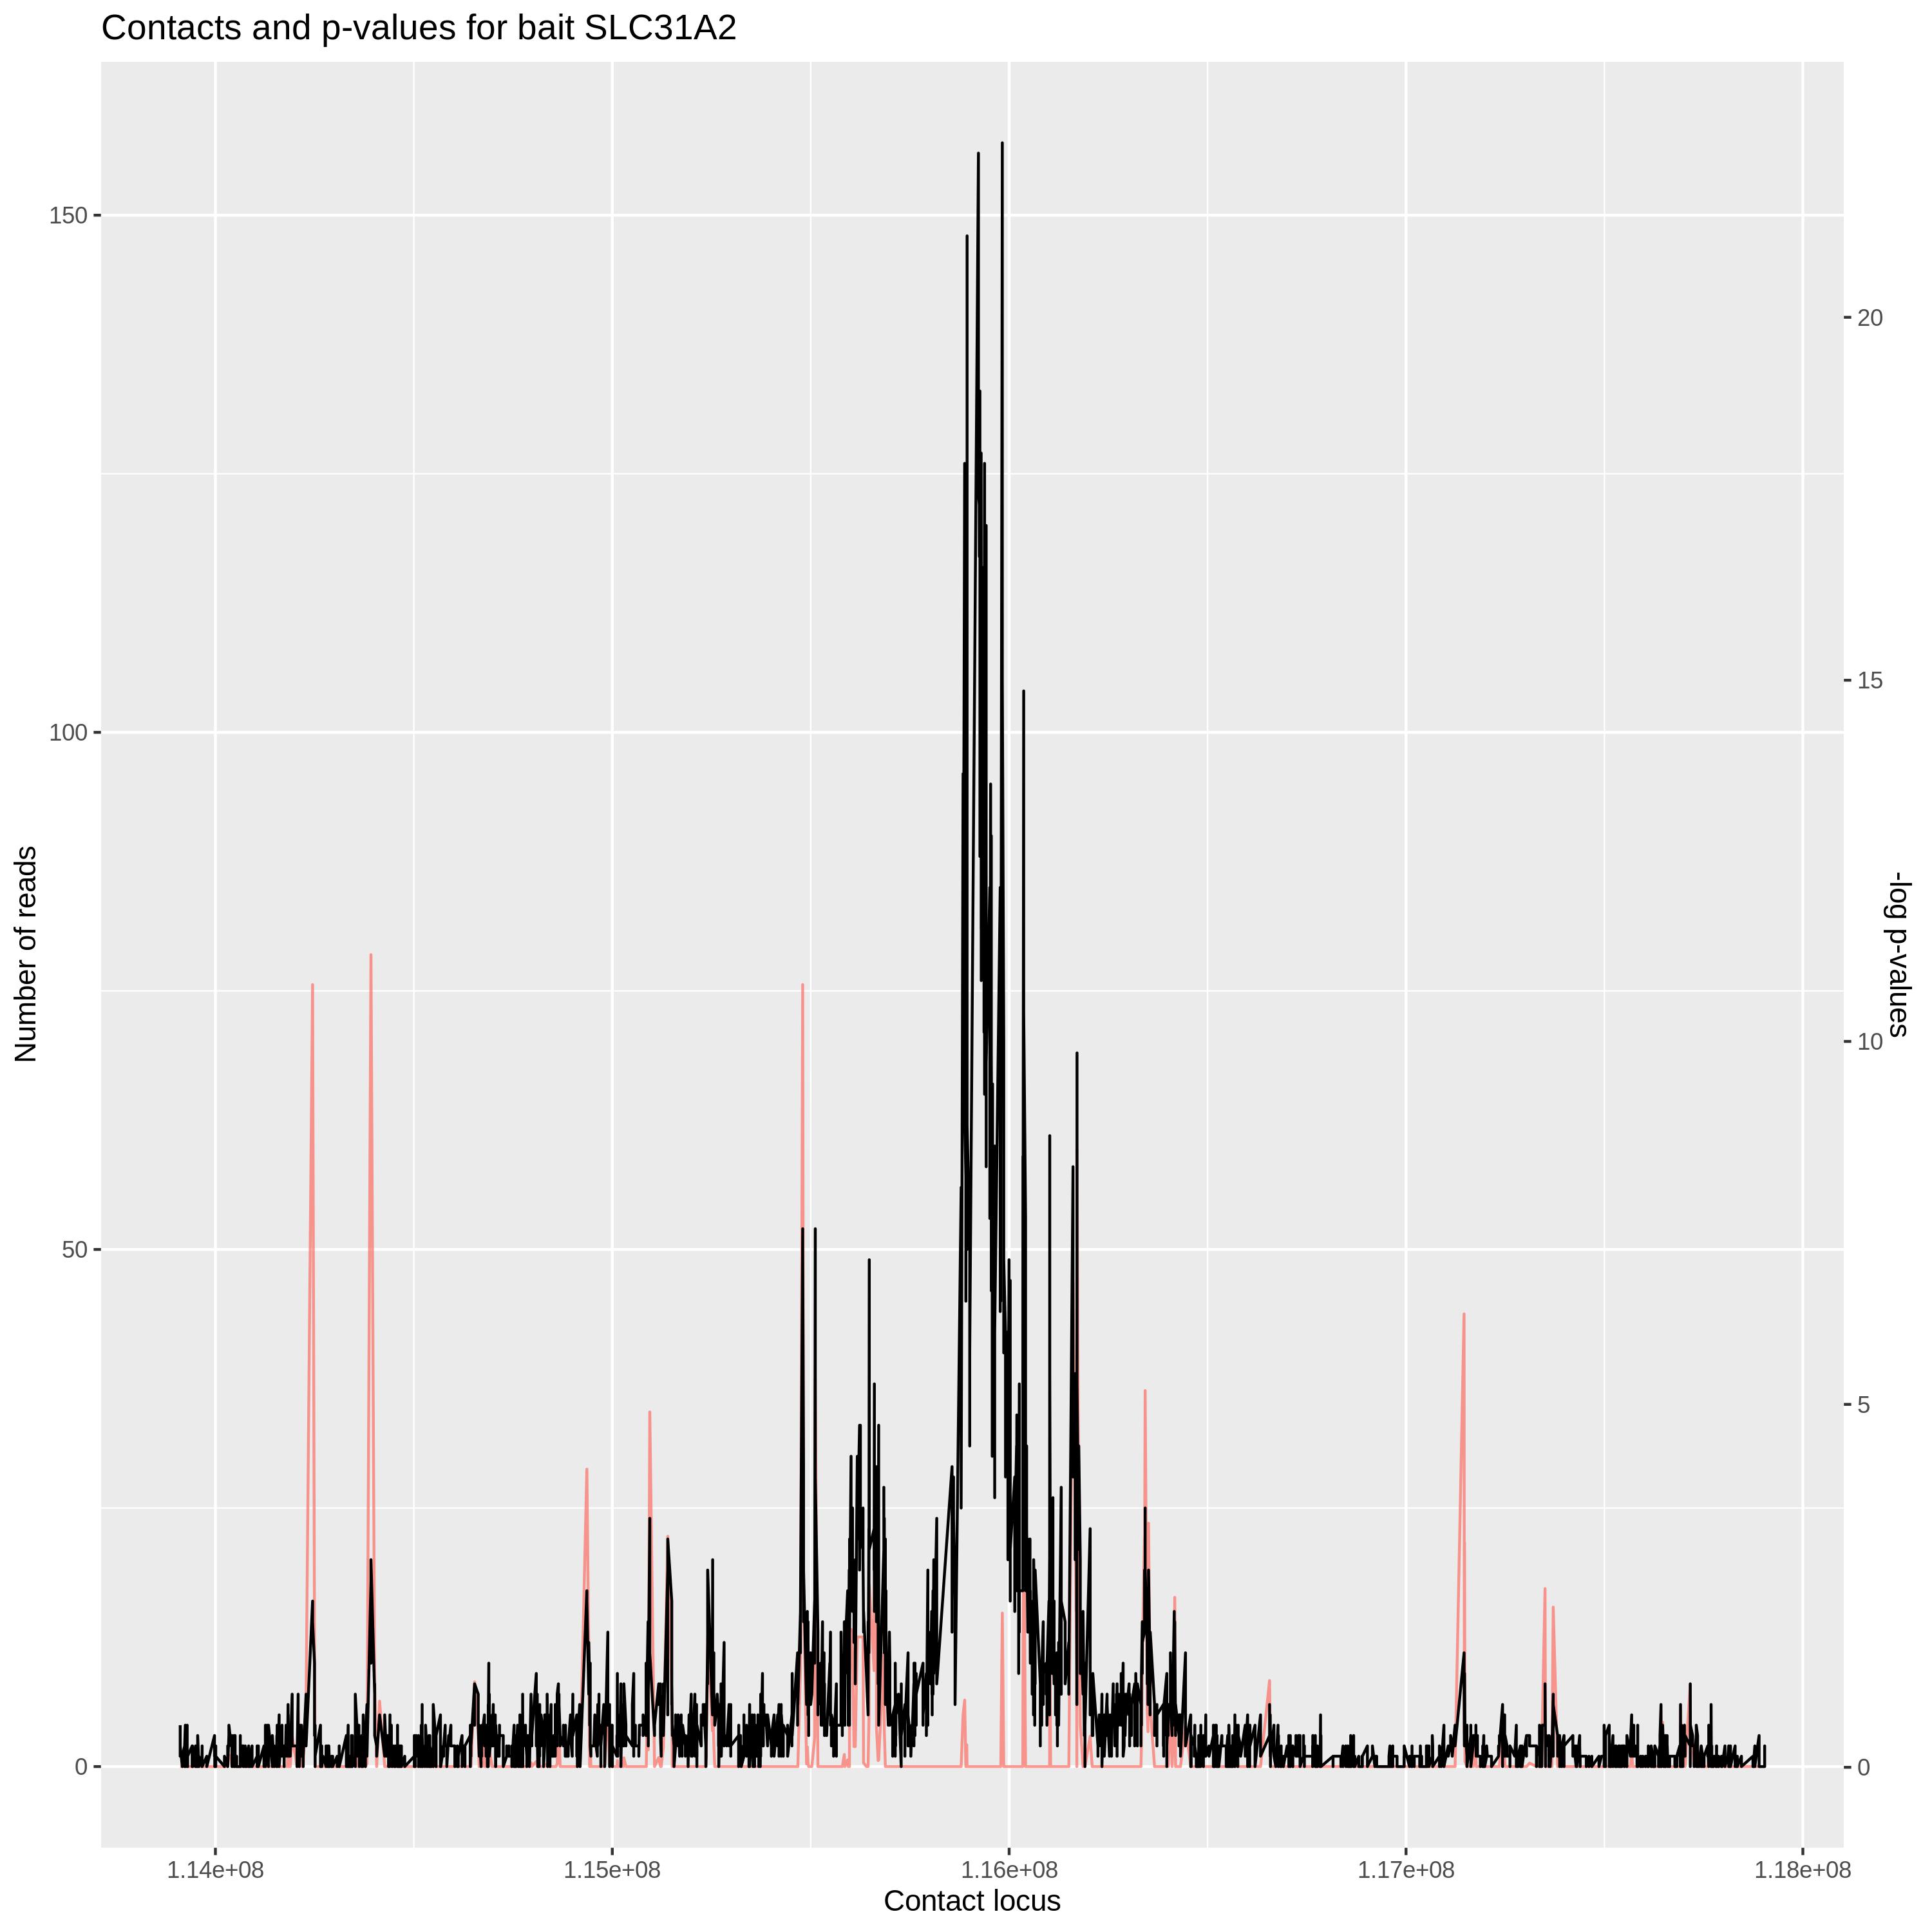 Contacts and p-values for bait SLC31A2
150
100
50
0
Number of reads
20
15
10
5
0
-log p-values
1.14e+08 1.15e+08 1.16e+08 1.17e+08 1.18e+08
Contact locus